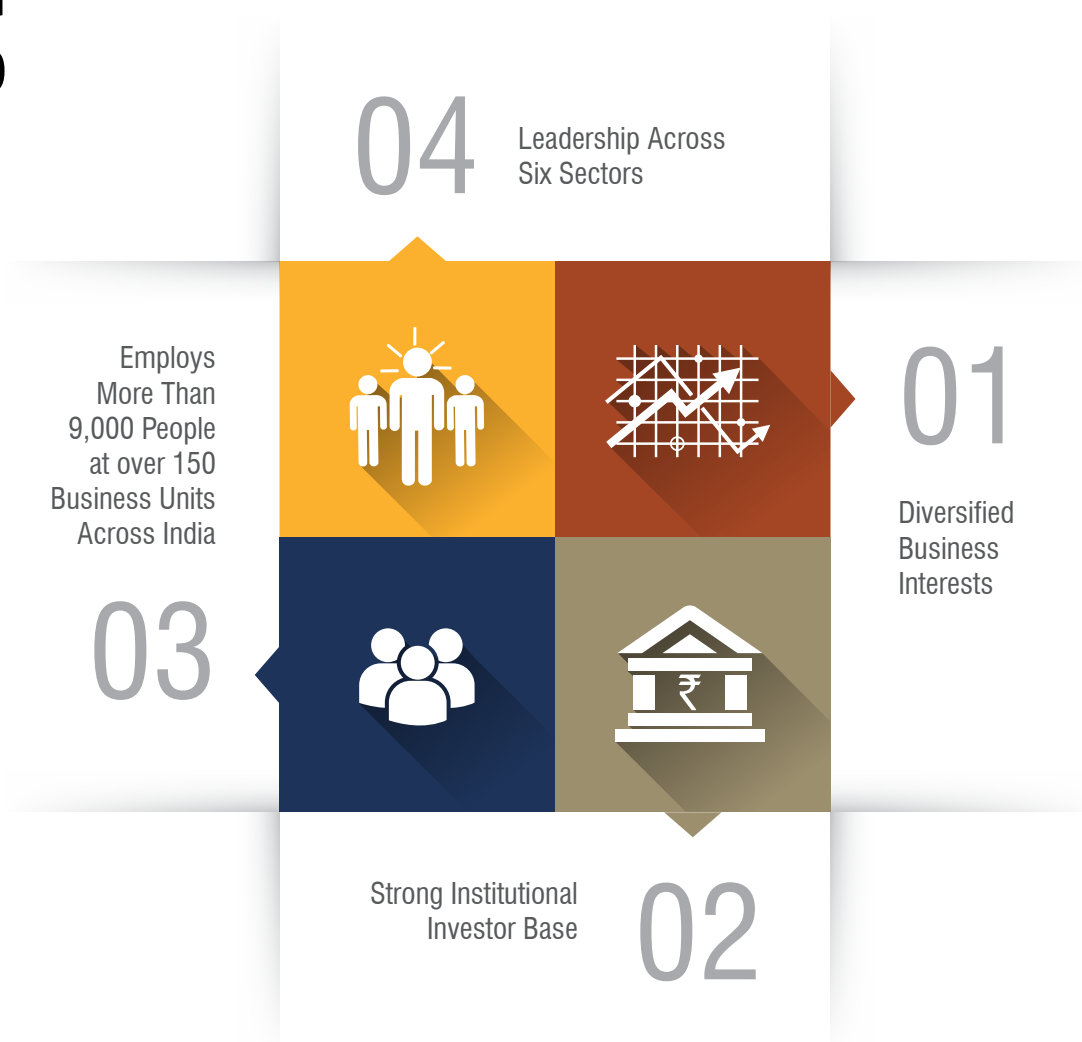 04
Leadership Across
Six Sectors
Employs
More Than
9,000 People
at over 150
Business Units
Across India
03
01
Diversified
Business
Interests
₹
Strong Institutional
Investor Base
02